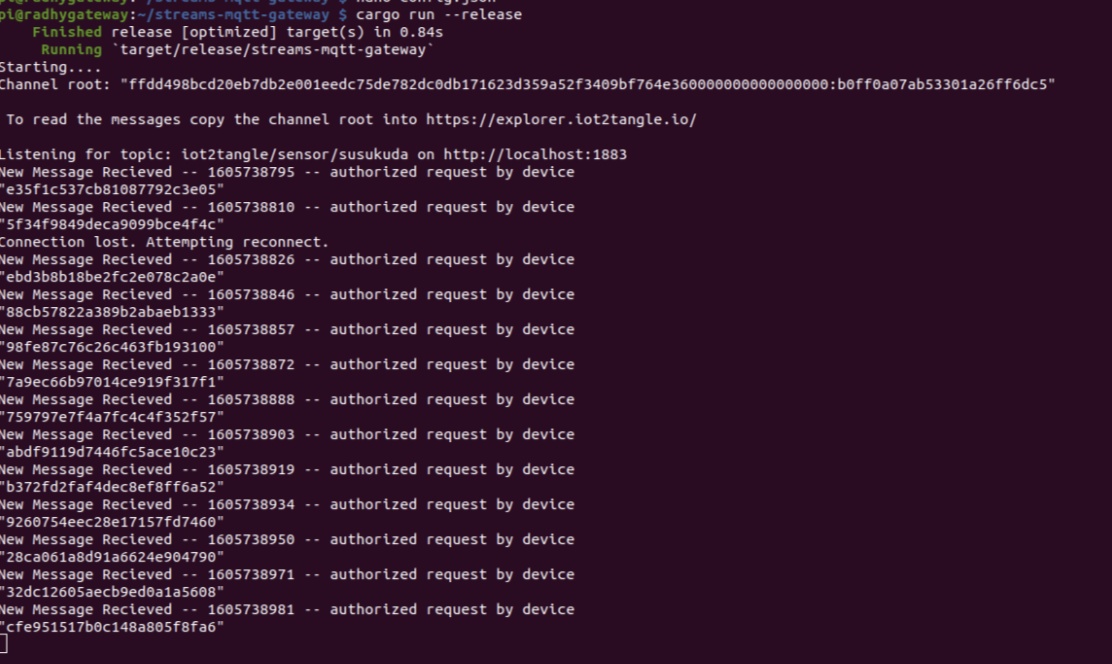 pi@radhygateway:~/streams-mqtt-gateway $ nano config.json
pi@radhygateway:~/streams-mqtt-gateway $ cargo run --release
Finished release [optimized] target(s) in 0.84s
Running `target/release/streams-mqtt-gateway`
Starting....
Channel root: "ffdd498bcd20eb7db2e001eedc75de782dc0db171623d359a52f3409bf764e360000000000000000:b0ff0a07ab53301a26ff6dc5"
To read the messages copy the channel root into https://explorer.iot2tangle.io/
Listening for topic: iot2tangle/sensor/susukuda on http://localhost:1883
New Message Recieved -- 1605738795 -- authorized request by device
"e35f1c537cb81087792c3e05"
New Message Recieved -- 1605738810 -- authorized request by device
"5f34f9849deca9099bce4f4c"
Connection lost. Attempting reconnect.
New Message Recieved -- 1605738826 -- authorized request by device
"ebd3b8b18be2fc2e078c2a0e"
New Message Recieved -- 1605738846 -- authorized request by device
"88cb57822a389b2abaeb1333"
New Message Recieved -- 1605738857 -- authorized request by device
"98fe87c76c26c463fb193100"
New Message Recieved -- 1605738872 -- authorized request by device
"7a9ec66b97014ce919f317f1"
New Message Recieved -- 1605738888 -- authorized request by device
"759797e7f4a7fc4c4f352f57"
New Message Recieved -- 1605738903 -- authorized request by device
"abdf9119d7446fc5ace10c23"
New Message Recieved -- 1605738919 -- authorized request by device
"b372fd2faf4dec8ef8ff6a52"
New Message Recieved -- 1605738934 -- authorized request by device
"9260754eec28e17157fd7460"
New Message Recieved -- 1605738950 -- authorized request by device
"28ca061a8d91a6624e904790"
New Message Recieved -- 1605738971 -- authorized request by device
"32dc12605aecb9ed0a1a5608"
New Message Recieved -- 1605738981 -- authorized request by device
"cfe951517b0c148a805f8fa6"